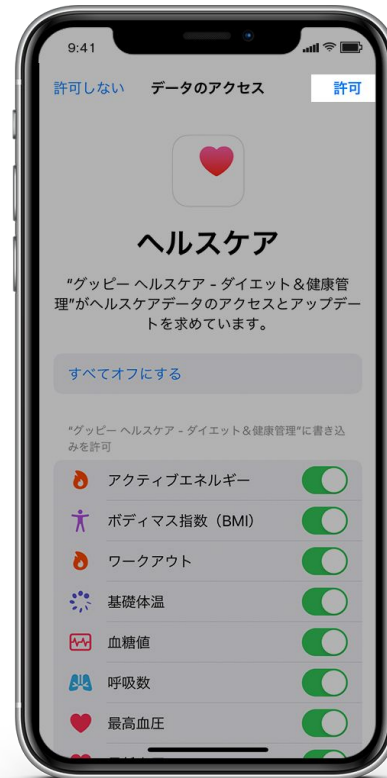 9:41
許可しない データのアクセス 許可
ヘルスケア
"グッピー ヘルスケア - ダイエット＆健康管
理"がヘルスケアデータのアクセスとアップデー
トを求めています。
すべてオフにする
"グッピー ヘルスケア - ダイエット＆健康管理"に書き込
みを許可
アクティブエネルギー
ボディマス指数（BMI）
ワークアウト
基礎体温
血糖値
呼吸数
最高血圧